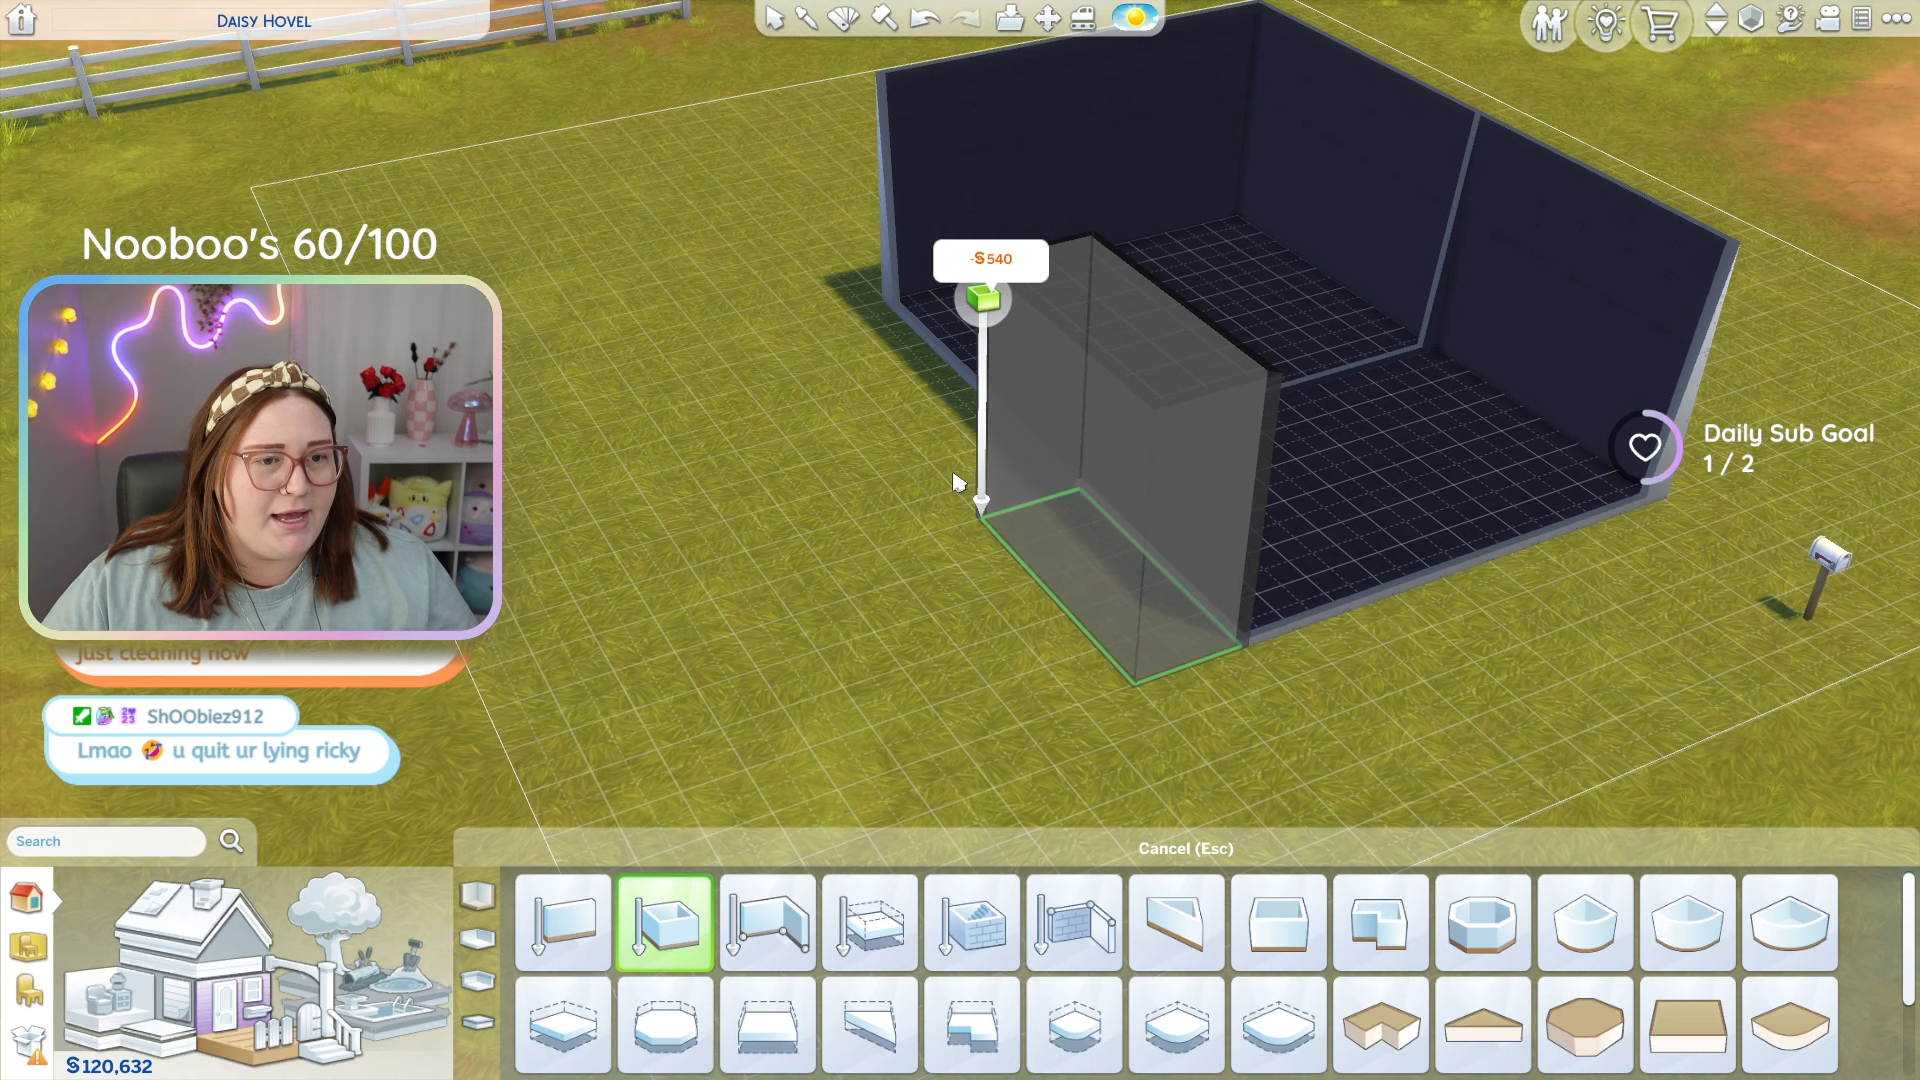 DAISY HOVEL
Nooboo's 60/100
-§540
Daily Sub Goal
1 / 2
just cleaning now
ShOObiez912
Lmao 🤣 u quit ur lying ricky
Search
Cancel (Esc)
§120,632